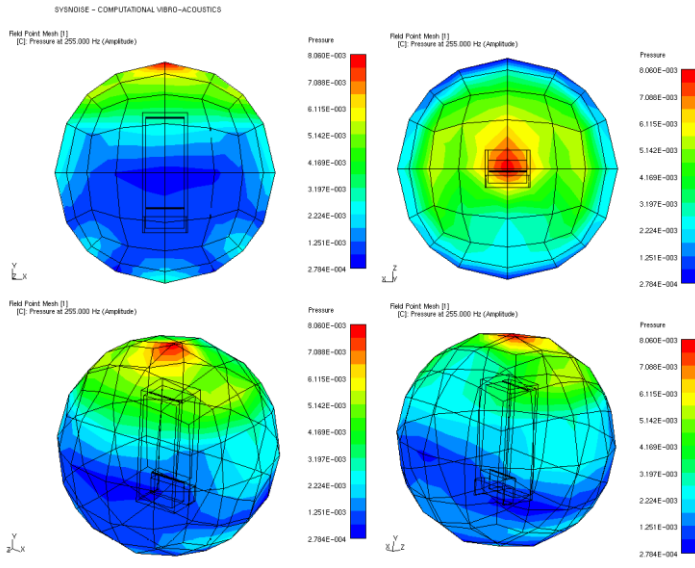 SYSNOISE - COMPUTATIONAL VIBRO-ACOUSTICS
Field Point Mesh [1]
[C]: Pressure at 255.000 Hz (Amplitude)
Pressure
8.060E-003
7.088E-003
6.115E-003
5.142E-003
4.169E-003
3.197E-003
2.224E-003
1.251E-003
2.784E-004
Y
Z X
Field Point Mesh [1]
[C]: Pressure at 255.000 Hz (Amplitude)
Pressure
8.060E-003
7.088E-003
6.115E-003
5.142E-003
4.169E-003
3.197E-003
2.224E-003
1.251E-003
2.784E-004
Z
X Y
Field Point Mesh [1]
[C]: Pressure at 255.000 Hz (Amplitude)
Pressure
8.060E-003
7.088E-003
6.115E-003
5.142E-003
4.169E-003
3.197E-003
2.224E-003
1.251E-003
2.784E-004
Y
Z X
Field Point Mesh [1]
[C]: Pressure at 255.000 Hz (Amplitude)
Pressure
8.060E-003
7.088E-003
6.115E-003
5.142E-003
4.169E-003
3.197E-003
2.224E-003
1.251E-003
2.784E-004
Y
X Z